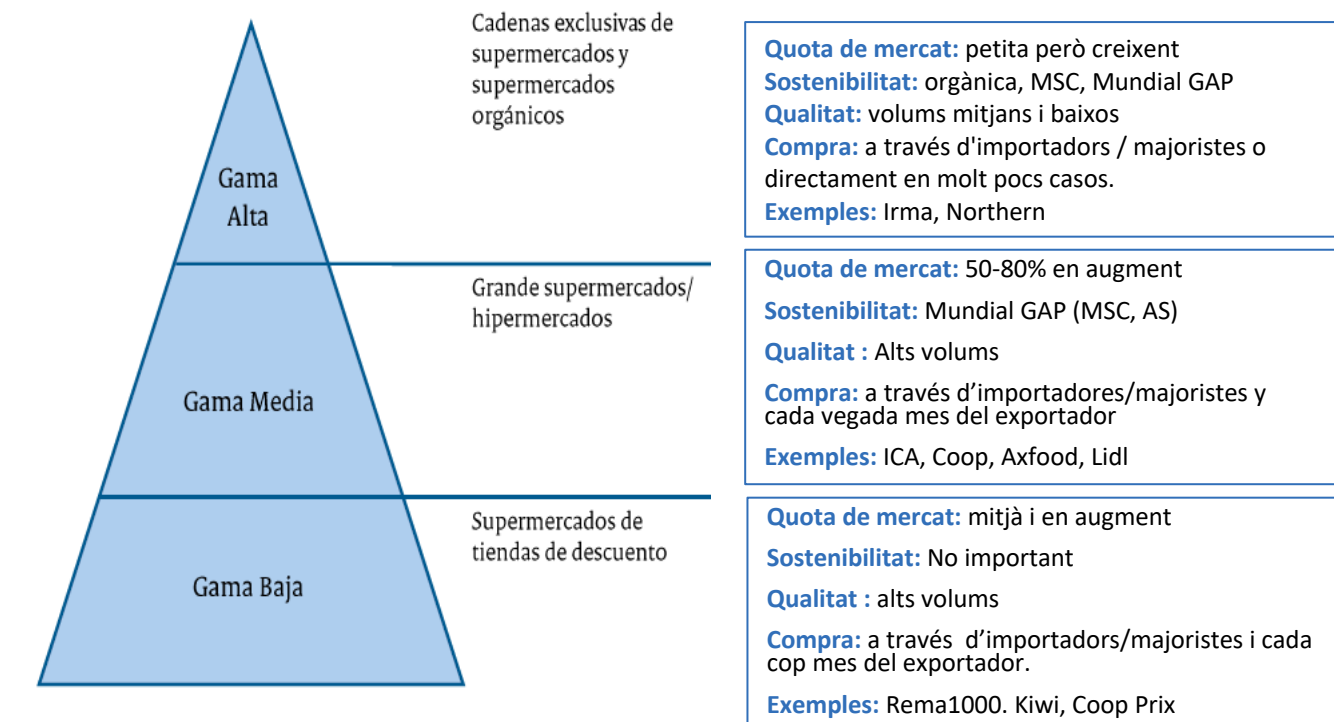 Cadenas exclusivas de
supermercados y
supermercados
orgánicos
Gama
Alta
Quota de mercat: petita però creixent
Sostenibilitat: orgànica, MSC, Mundial GAP
Qualitat: volums mitjans i baixos
Compra: a través d'importadors / majoristes o
directament en molt pocs casos.
Exemples: Irma, Northern
Grande supermercados/
hipermercados
Gama Media
Quota de mercat: 50-80% en augment
Sostenibilitat: Mundial GAP (MSC, AS)
Qualitat : Alts volums
Compra: a través d’importadores/majoristes y
cada vegada mes del exportador
Exemples: ICA, Coop, Axfood, Lidl
Supermercados de
tiendas de descuento
Gama Baja
Quota de mercat: mitjà i en augment
Sostenibilitat: No important
Qualitat : alts volums
Compra: a través d’importadors/majoristes i cada
cop mes del exportador.
Exemples: Rema1000. Kiwi, Coop Prix